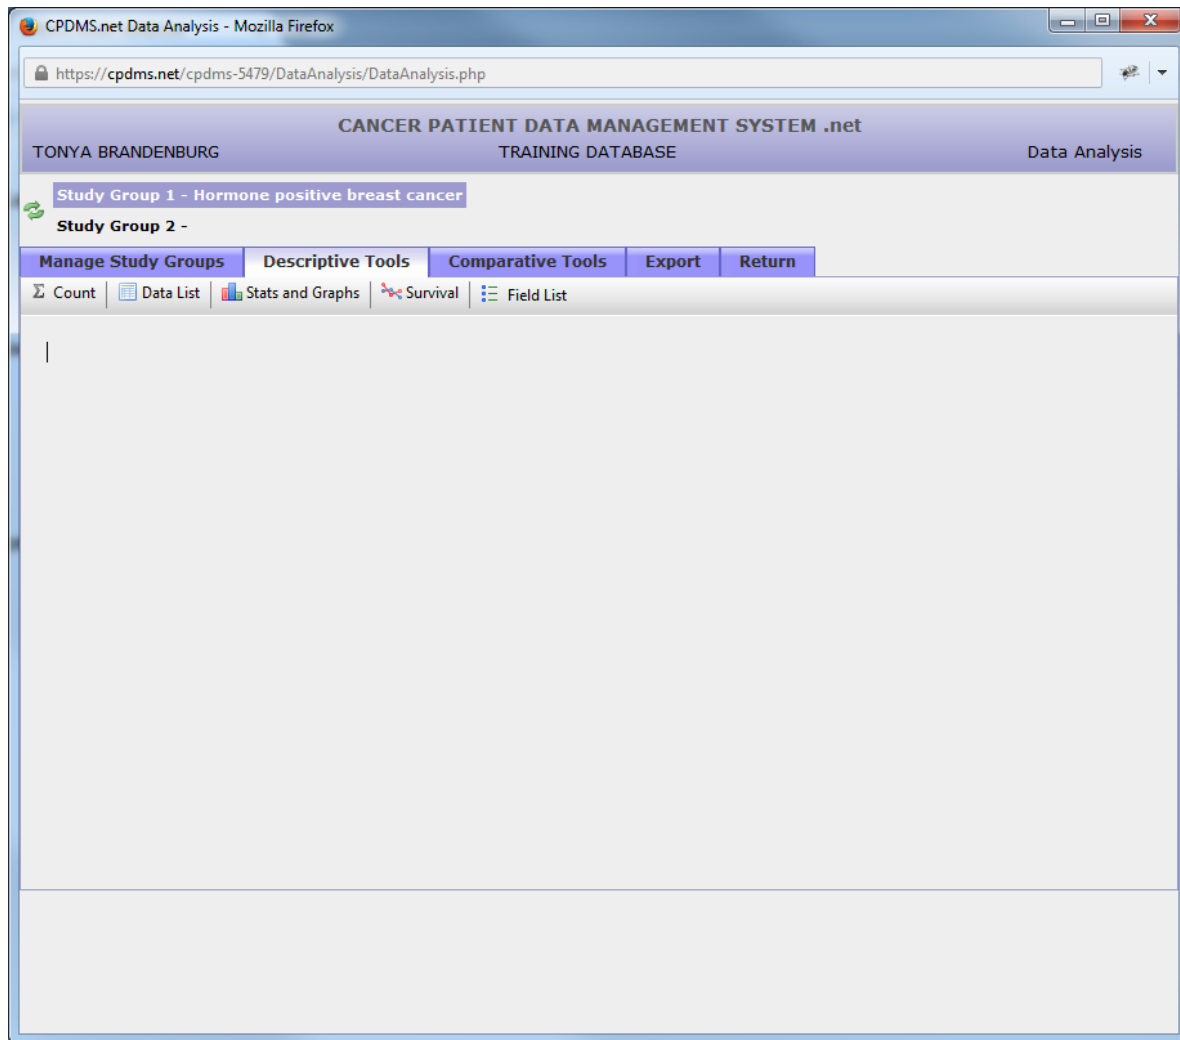 CPDMS.net Data Analysis - Mozilla Firefox
https://cpdms.net/cpdms-5479/DataAnalysis/DataAnalysis.php
CANCER PATIENT DATA MANAGEMENT SYSTEM .net
TONYA BRANDENBURG TRAINING DATABASE Data Analysis
Study Group 1 - Hormone positive breast cancer
Study Group 2 -
Manage Study Groups Descriptive Tools Comparative Tools Export Return
Σ Count Data List Stats and Graphs Survival Field List